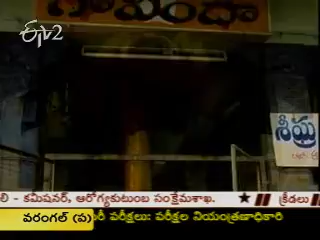 ETV2
గోవిందా
శీఘ్ర
లి - కమీషనర్, ఆరోగ్యకుటుంబ సంక్షేమశాఖ. ★ క్రీడలు
వరంగల్ (ప) రీ పరీక్షలు: పరీక్షల నియంత్రణాధికారి